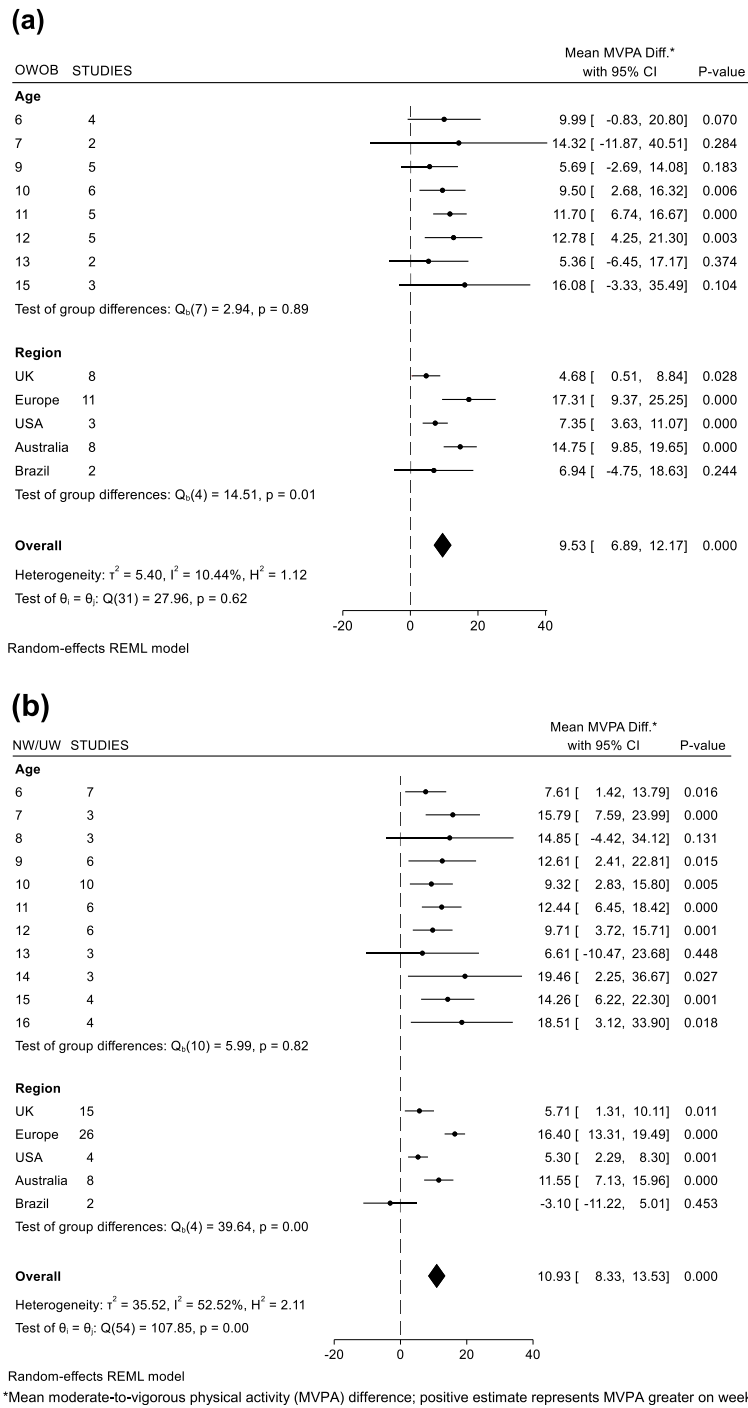 (a)
Mean MVPA Diff.*
OWOB STUDIES with 95% CI P-value
Age
6 4 9.99 [ -0.83, 20.80] 0.070
7 2 14.32 [ -11.87, 40.51] 0.284
9 5 5.69 [ -2.69, 14.08] 0.183
10 6 9.50 [ 2.68, 16.32] 0.006
11 5 11.70 [ 6.74, 16.67] 0.000
12 5 12.78 [ 4.25, 21.30] 0.003
13 2 5.36 [ -6.45, 17.17] 0.374
15 3 16.08 [ -3.33, 35.49] 0.104
Test of group differences: Q_b(7) = 2.94, p = 0.89
Region
UK 8 4.68 [ 0.51, 8.84] 0.028
Europe 11 17.31 [ 9.37, 25.25] 0.000
USA 3 7.35 [ 3.63, 11.07] 0.000
Australia 8 14.75 [ 9.85, 19.65] 0.000
Brazil 2 6.94 [ -4.75, 18.63] 0.244
Test of group differences: Q_b(4) = 14.51, p = 0.01
Overall 9.53 [ 6.89, 12.17] 0.000
Heterogeneity: τ² = 5.40, I² = 10.44%, H² = 1.12
Test of θᵢ = θⱼ: Q(31) = 27.96, p = 0.62
-20 0 20 40
Random-effects REML model
(b)
Mean MVPA Diff.*
NW/UW STUDIES with 95% CI P-value
Age
6 7 7.61 [ 1.42, 13.79] 0.016
7 3 15.79 [ 7.59, 23.99] 0.000
8 3 14.85 [ -4.42, 34.12] 0.131
9 6 12.61 [ 2.41, 22.81] 0.015
10 10 9.32 [ 2.83, 15.80] 0.005
11 6 12.44 [ 6.45, 18.42] 0.000
12 6 9.71 [ 3.72, 15.71] 0.001
13 3 6.61 [ -10.47, 23.68] 0.448
14 3 19.46 [ 2.25, 36.67] 0.027
15 4 14.26 [ 6.22, 22.30] 0.001
16 4 18.51 [ 3.12, 33.90] 0.018
Test of group differences: Q_b(10) = 5.99, p = 0.82
Region
UK 15 5.71 [ 1.31, 10.11] 0.011
Europe 26 16.40 [ 13.31, 19.49] 0.000
USA 4 5.30 [ 2.29, 8.30] 0.001
Australia 8 11.55 [ 7.13, 15.96] 0.000
Brazil 2 -3.10 [ -11.22, 5.01] 0.453
Test of group differences: Q_b(4) = 39.64, p = 0.00
Overall 10.93 [ 8.33, 13.53] 0.000
Heterogeneity: τ² = 35.52, I² = 52.52%, H² = 2.11
Test of θᵢ = θⱼ: Q(54) = 107.85, p = 0.00
-20 0 20 40
Random-effects REML model
*Mean moderate-to-vigorous physical activity (MVPA) difference; positive estimate represents MVPA greater on week